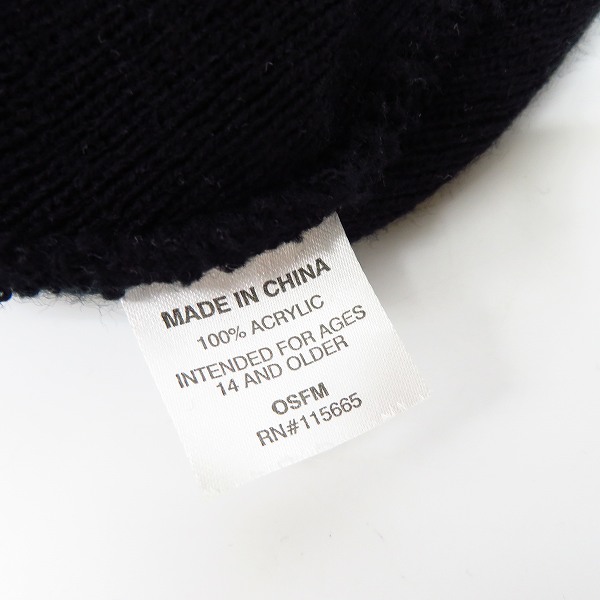 MADE IN CHINA
100% ACRYLIC
INTENDED FOR AGES
14 AND OLDER
OSFM
RN#115665